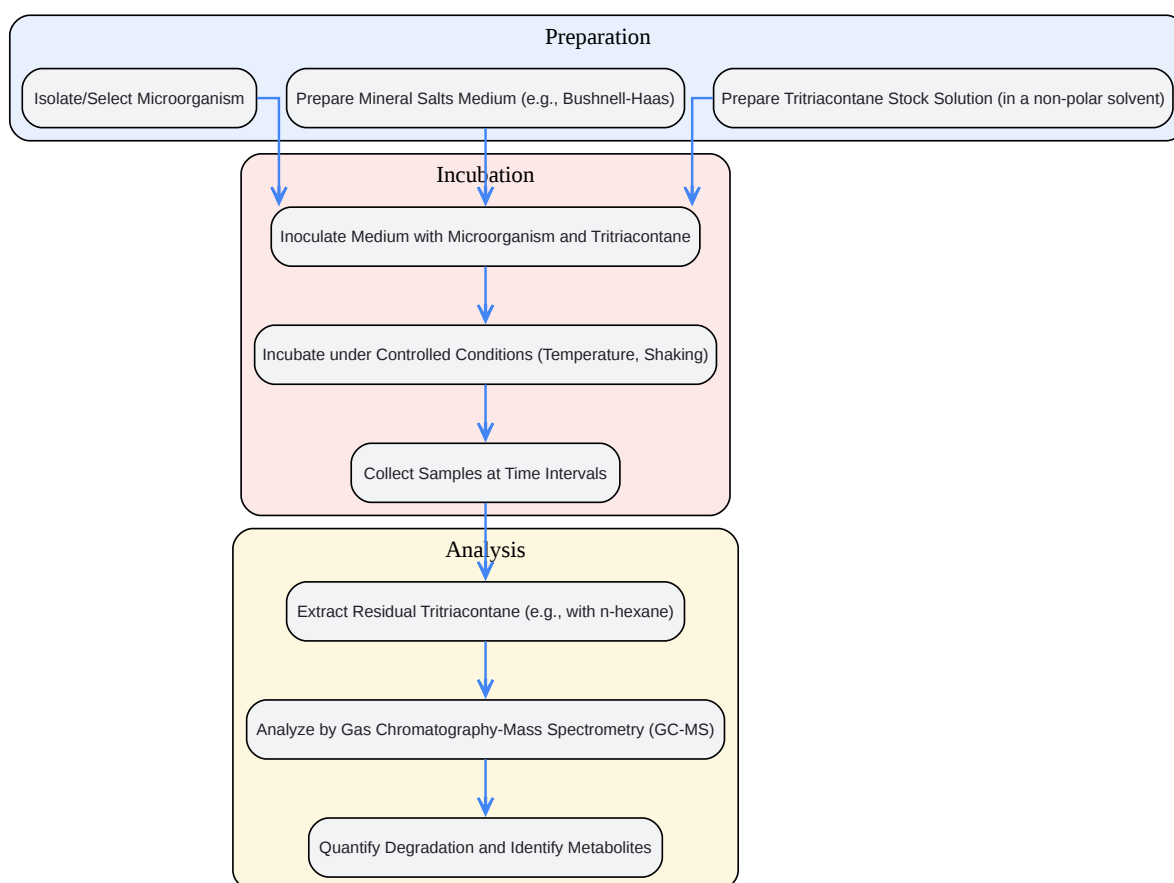 Preparation
Isolate/Select Microorganism
Prepare Mineral Salts Medium (e.g., Bushnell-Haas)
Prepare Tritriacontane Stock Solution (in a non-polar solvent)
Incubation
Inoculate Medium with Microorganism and Tritriacontane
Incubate under Controlled Conditions (Temperature, Shaking)
Collect Samples at Time Intervals
Analysis
Extract Residual Tritriacontane (e.g., with n-hexane)
Analyze by Gas Chromatography-Mass Spectrometry (GC-MS)
Quantify Degradation and Identify Metabolites